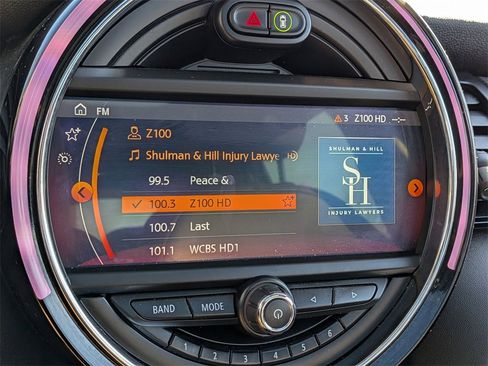 FM
3 Z100 HD --:--
Z100
Shulman & Hill Injury Lawye HD
99.5 Peace &
100.3 Z100 HD
100.7 Last
101.1 WCBS HD1
SHULMAN & HILL
SH
INJURY LAWYERS
BAND MODE
1 2 3 4 5 6